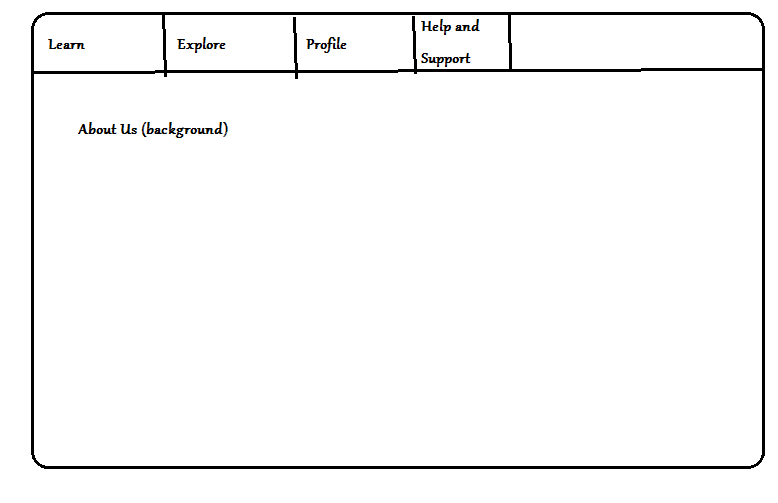 Learn
Explore
Profile
Help and
Support
About Us (background)